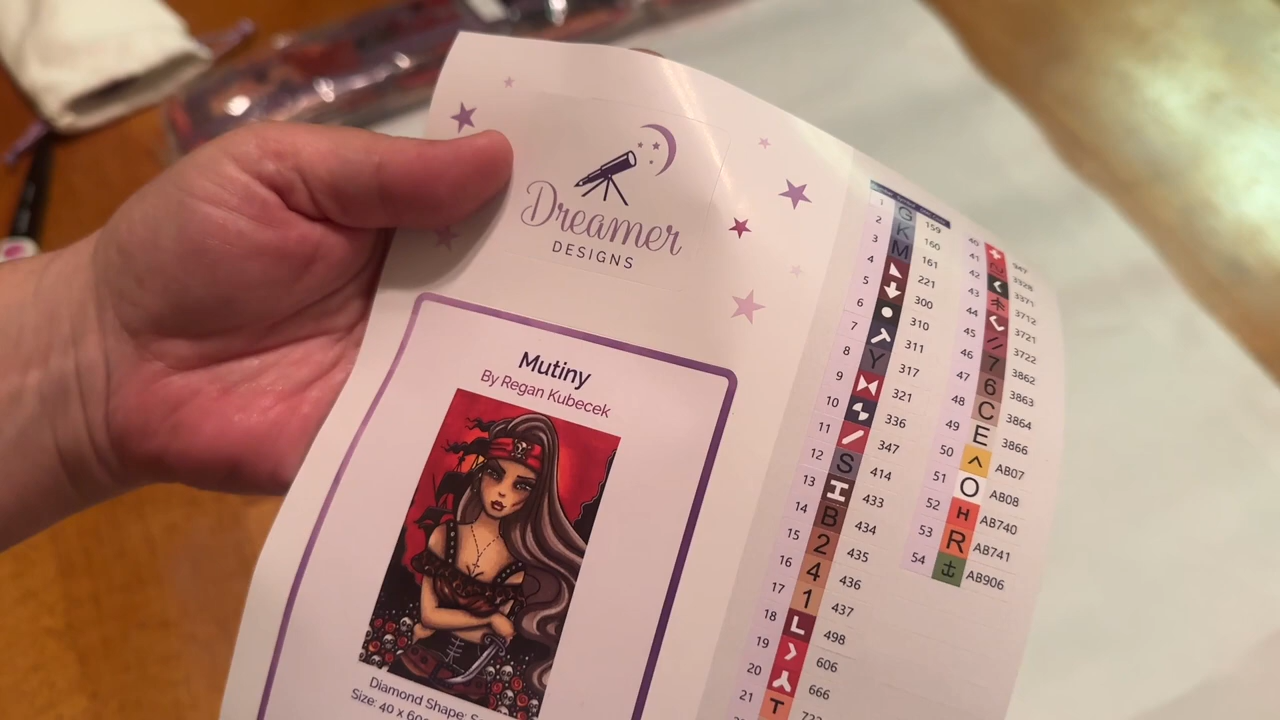 Dreamer
DESIGNS
Mutiny
By Regan Kubecek
Diamond Shape:
Size: 40 x 60
1 G 159
2 K 160
3 M 161
4 221
5 300
6 310
7 311
8 Y 317
9 321
10 336
11 347
12 S 414
13 433
14 B 434
15 2 435
16 4 436
17 1 437
18 L 498
19 606
20 666
21 T
40 947
41 2 3328
42 3371
43 3712
44 3721
45 3722
46 7 3862
47 6 3863
48 C 3864
49 E 3866
50 AB07
51 O AB08
52 H AB740
53 R AB741
54 AB906